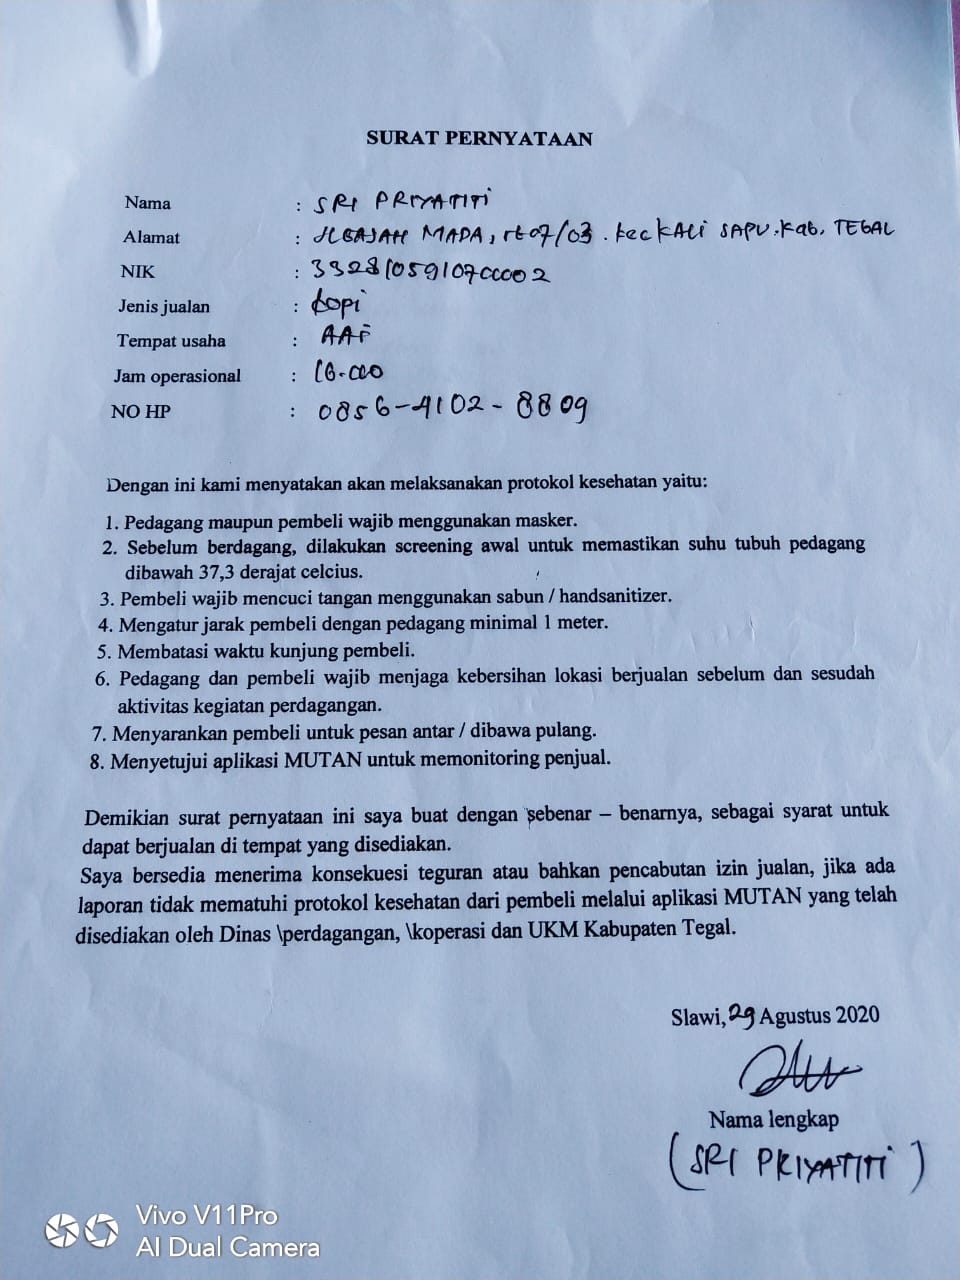 SURAT PERNYATAAN
Nama : SRI PRIYATITI
Alamat : JLGAJAH MADA, rt 07/03. kec KALI SAPU. Kab. TEGAL
NIK : 3328105910700002
Jenis jualan : kopi
Tempat usaha : AAF
Jam operasional : 16.00
NO HP : 0856-4102-8809
Dengan ini kami menyatakan akan melaksanakan protokol kesehatan yaitu:
1. Pedagang maupun pembeli wajib menggunakan masker.
2. Sebelum berdagang, dilakukan screening awal untuk memastikan suhu tubuh pedagang
dibawah 37,3 derajat celcius.
3. Pembeli wajib mencuci tangan menggunakan sabun / handsanitizer.
4. Mengatur jarak pembeli dengan pedagang minimal 1 meter.
5. Membatasi waktu kunjung pembeli.
6. Pedagang dan pembeli wajib menjaga kebersihan lokasi berjualan sebelum dan sesudah
aktivitas kegiatan perdagangan.
7. Menyarankan pembeli untuk pesan antar / dibawa pulang.
8. Menyetujui aplikasi MUTAN untuk memonitoring penjual.
Demikian surat pernyataan ini saya buat dengan sebenar – benarnya, sebagai syarat untuk
dapat berjualan di tempat yang disediakan.
Saya bersedia menerima konsekuesi teguran atau bahkan pencabutan izin jualan, jika ada
laporan tidak mematuhi protokol kesehatan dari pembeli melalui aplikasi MUTAN yang telah
disediakan oleh Dinas \perdagangan, \koperasi dan UKM Kabupaten Tegal.
Slawi, 29 Agustus 2020
Nama lengkap
(SRI PRIYATITI)
Vivo V11Pro
AI Dual Camera